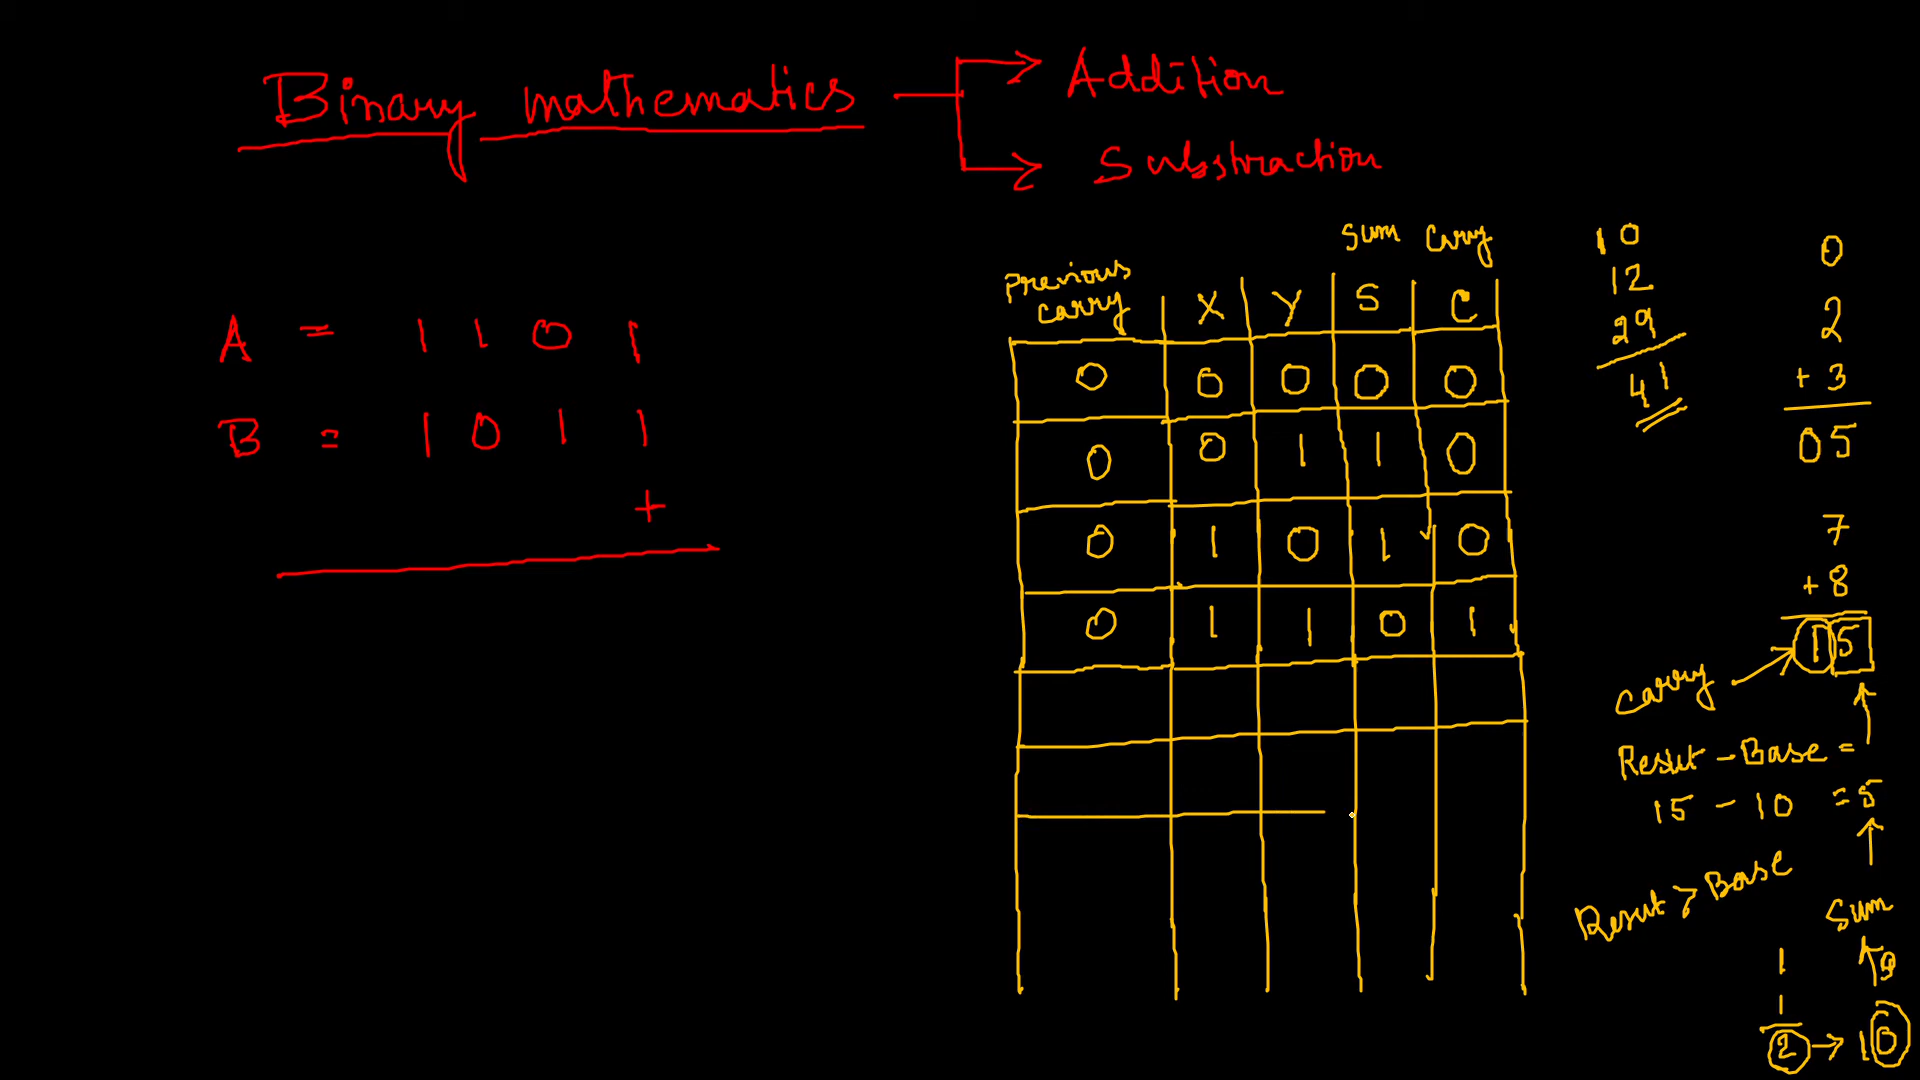 Binary mathematics
Addition
Substraction
A = 1 1 0 1
B = 1 0 1 1
+
Sum Carry
Previous carry X Y S C
0 0 0 0 0
0 0 1 1 0
0 1 0 1 0
0 1 1 0 1
10
12
29
41
0
2
+ 3
05
7
+ 8
15
carry
Result - Base =
15 - 10 = 5
Result > Base
Sum
1
1
2 → 10